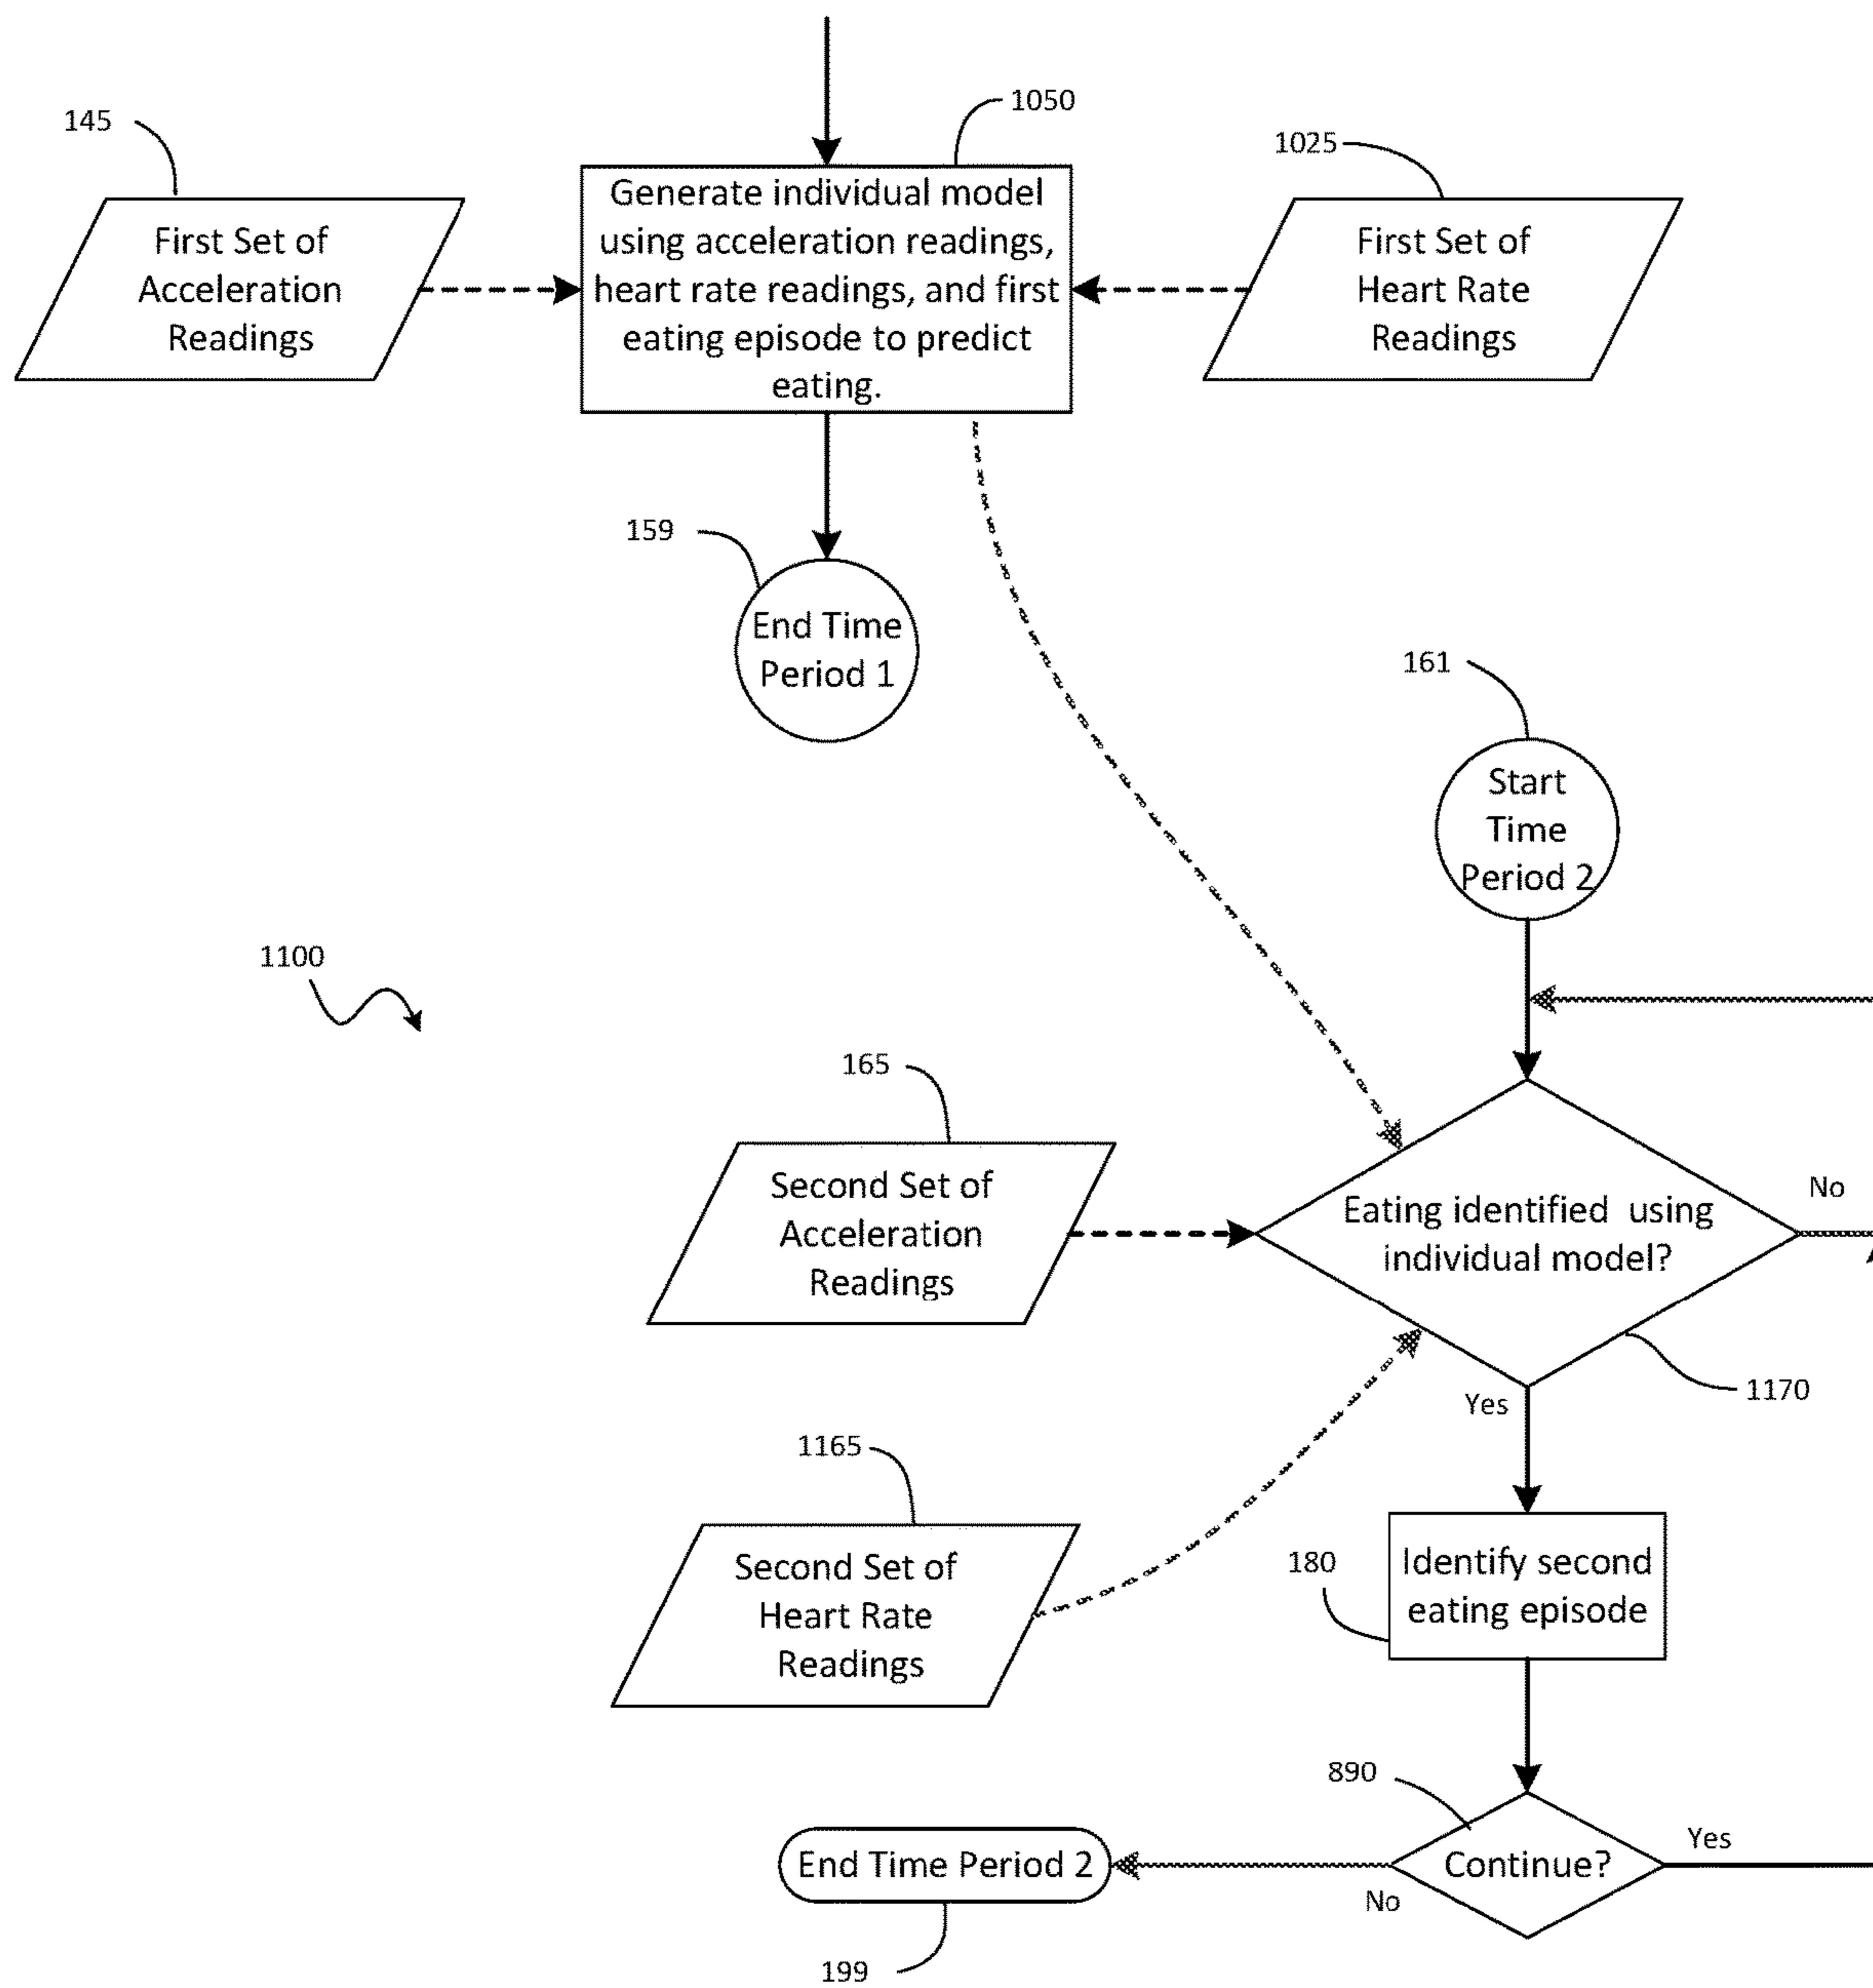 1050
145
1025
Generate individual model
using acceleration readings,
heart rate readings, and first
eating episode to predict
eating.
First Set of
Acceleration
Readings
First Set of
Heart Rate
Readings
159
End Time
Period 1
161
Start
Time
Period 2
1100
165
Second Set of
Acceleration
Readings
No
Eating identified using
individual model?
1170
Yes
1165
Second Set of
Heart Rate
Readings
180
Identify second
eating episode
890
Yes
End Time Period 2
Continue?
No
199